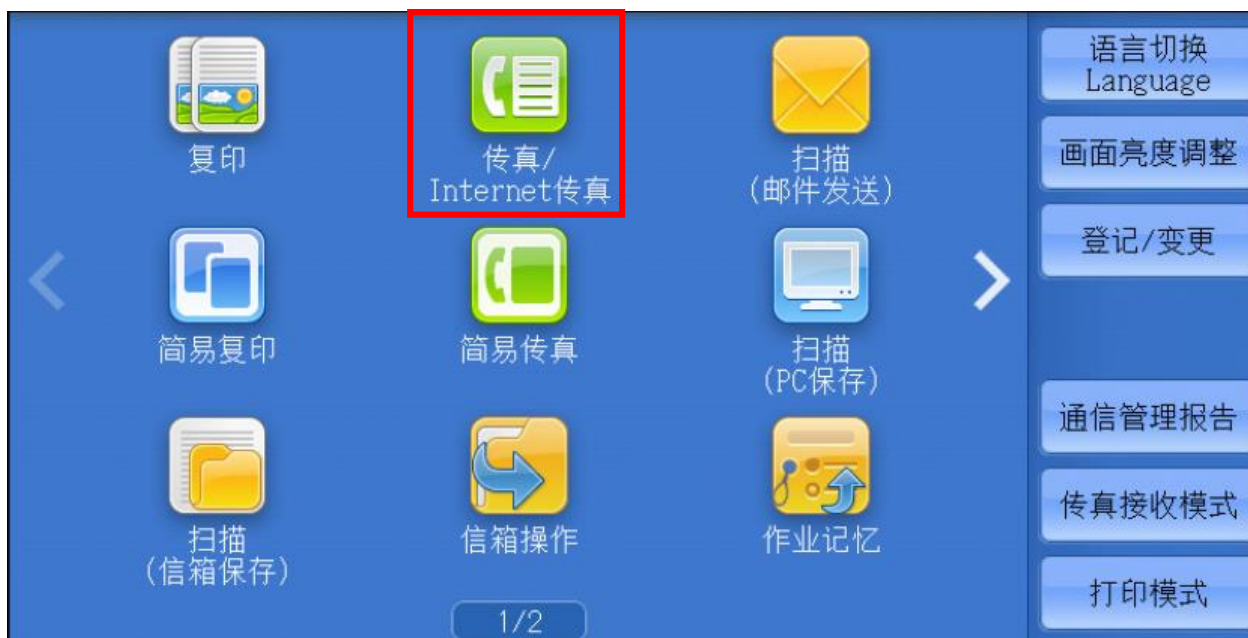 复印
传真/
Internet传真
扫描
(邮件发送)
简易复印
简易传真
扫描
(PC保存)
扫描
(信箱保存)
信箱操作
作业记忆
1/2
语言切换
Language
画面亮度调整
登记/变更
通信管理报告
传真接收模式
打印模式